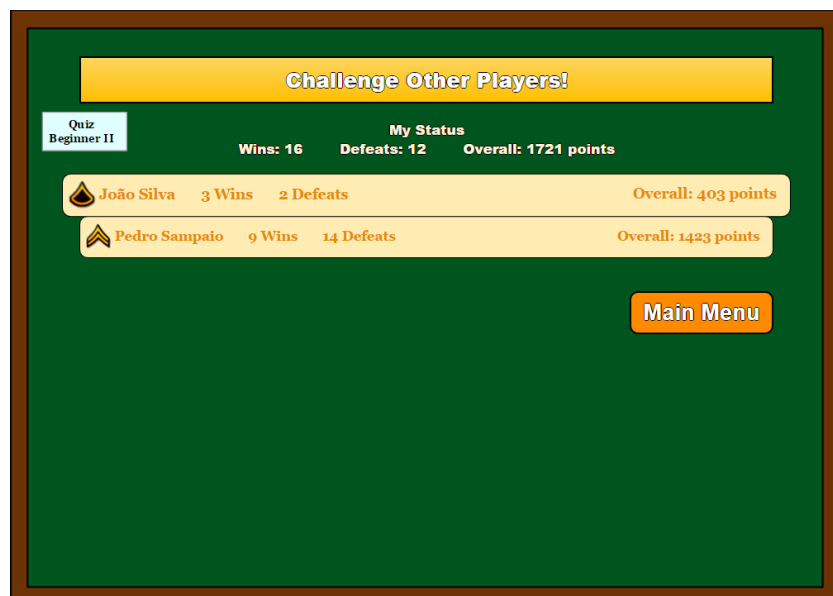 Challenge Other Players!
Quiz
Beginner II
My Status
Wins: 16 Defeats: 12 Overall: 1721 points
João Silva 3 Wins 2 Defeats Overall: 403 points
Pedro Sampaio 9 Wins 14 Defeats Overall: 1423 points
Main Menu